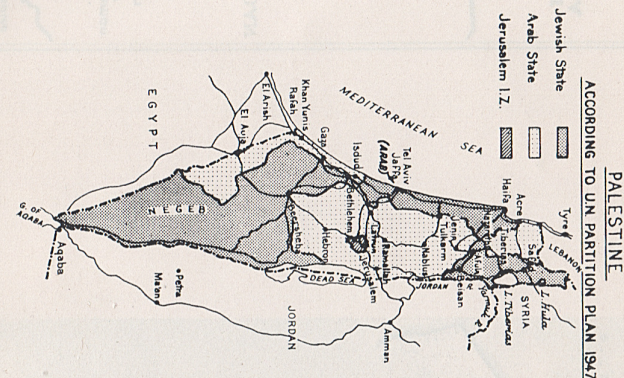 PALESTINE
ACCORDING TO U.N. PARTITION PLAN 1947
Jewish State
Arab State
Jerusalem I.Z.
MEDITERRANEAN
SEA
Tyre
LEBANON
Acre
Haifa
L. Hula
SYRIA
L. Tiberias
Jenin
Tulkarm
Nablus
JORDAN R.
Tel Aviv
Jaffa
(ARAB)
Ramallah
Jerusalem
Amman
Isdud
Bethlehem
Gaza
Hebron
Khan Yunis
Rafah
Beersheba
DEAD SEA
El Arish
El Auja
EGYPT
NEGEB
JORDAN
Petra
Ma'an
G. OF
AQABA
Aqaba